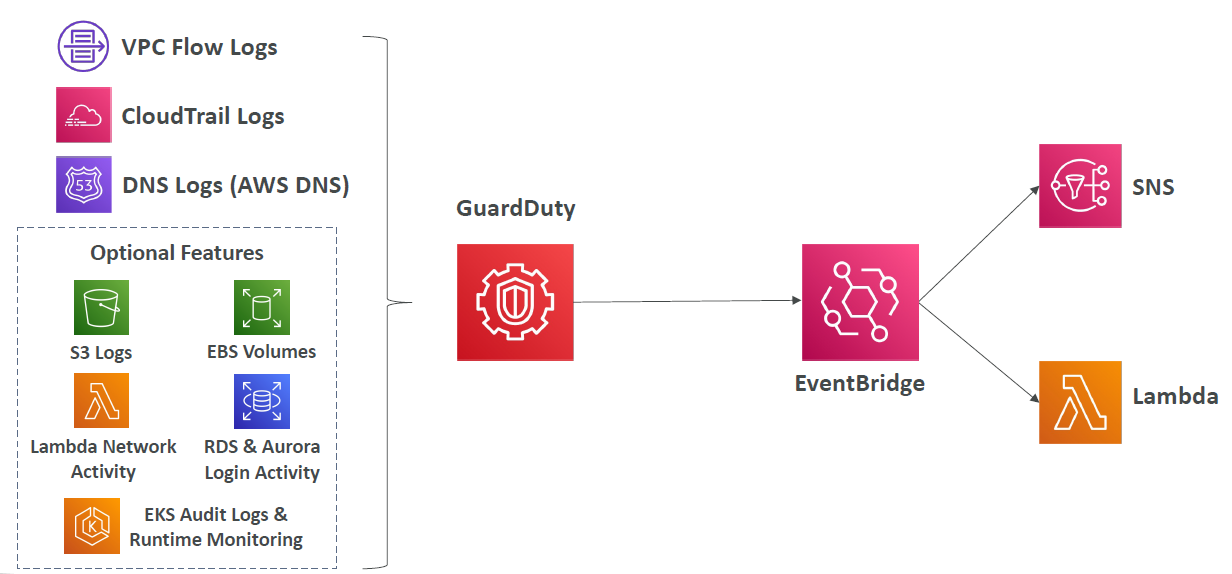 VPC Flow Logs
CloudTrail Logs
53
DNS Logs (AWS DNS)
Optional Features
S3 Logs
EBS Volumes
Lambda Network
Activity
RDS & Aurora
Login Activity
K
EKS Audit Logs &
Runtime Monitoring
GuardDuty
EventBridge
SNS
Lambda